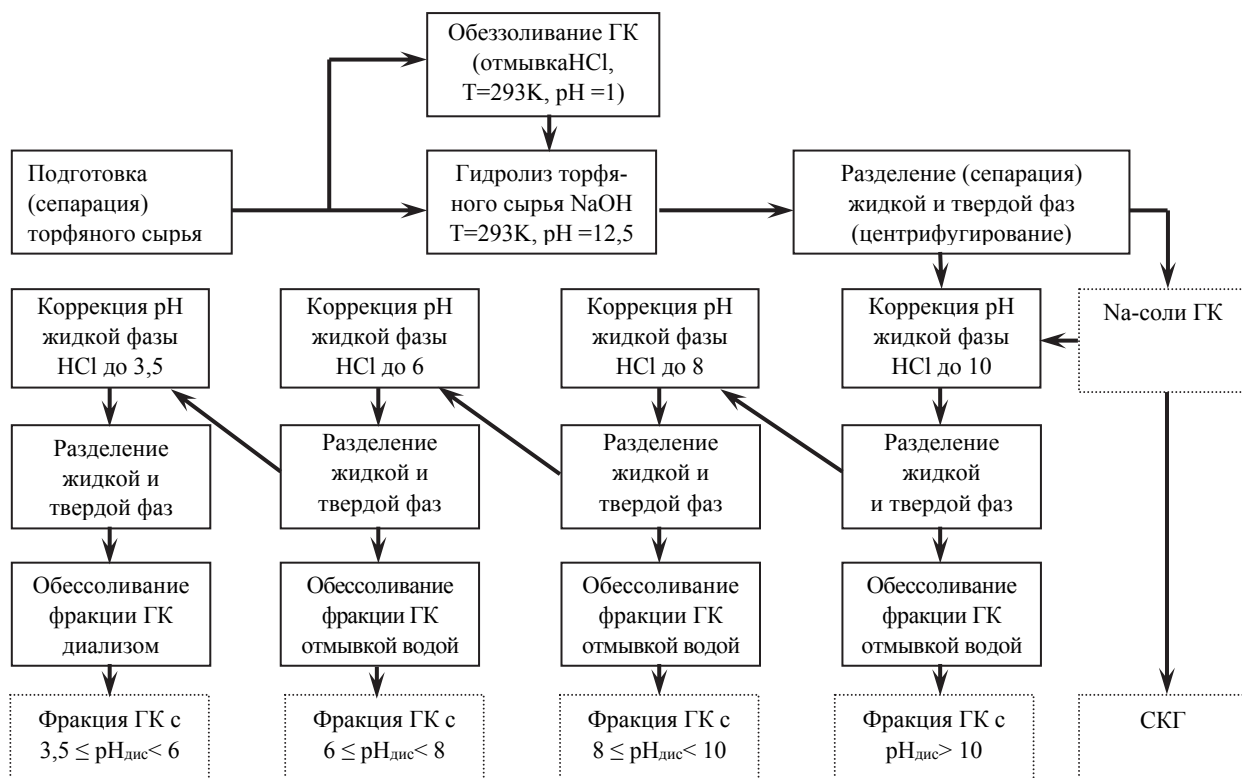 Обеззоливание ГК
(отмывкаHCl,
T=293K, pH =1)
Подготовка
(сепарация)
торфяного сырья
Гидролиз торфя-
ного сырья NaOH
T=293K, pH =12,5
Разделение (сепарация)
жидкой и твердой фаз
(центрифугирование)
Коррекция pH
жидкой фазы
HCl до 3,5
Коррекция pH
жидкой фазы
HCl до 6
Коррекция pH
жидкой фазы
HCl до 8
Коррекция pH
жидкой фазы
HCl до 10
Na-соли ГК
Разделение
жидкой и
твердой фаз
Разделение
жидкой и
твердой фаз
Разделение
жидкой и
твердой фаз
Разделение
жидкой
и твердой фаз
Обессоливание
фракции ГК
диализом
Обессоливание
фракции ГК
отмывкой водой
Обессоливание
фракции ГК
отмывкой водой
Обессоливание
фракции ГК
отмывкой водой
Фракция ГК с
3,5 ≤ pHдис< 6
Фракция ГК с
6 ≤ pHдис< 8
Фракция ГК с
8 ≤ pHдис< 10
Фракция ГК с
pHдис> 10
СКГ